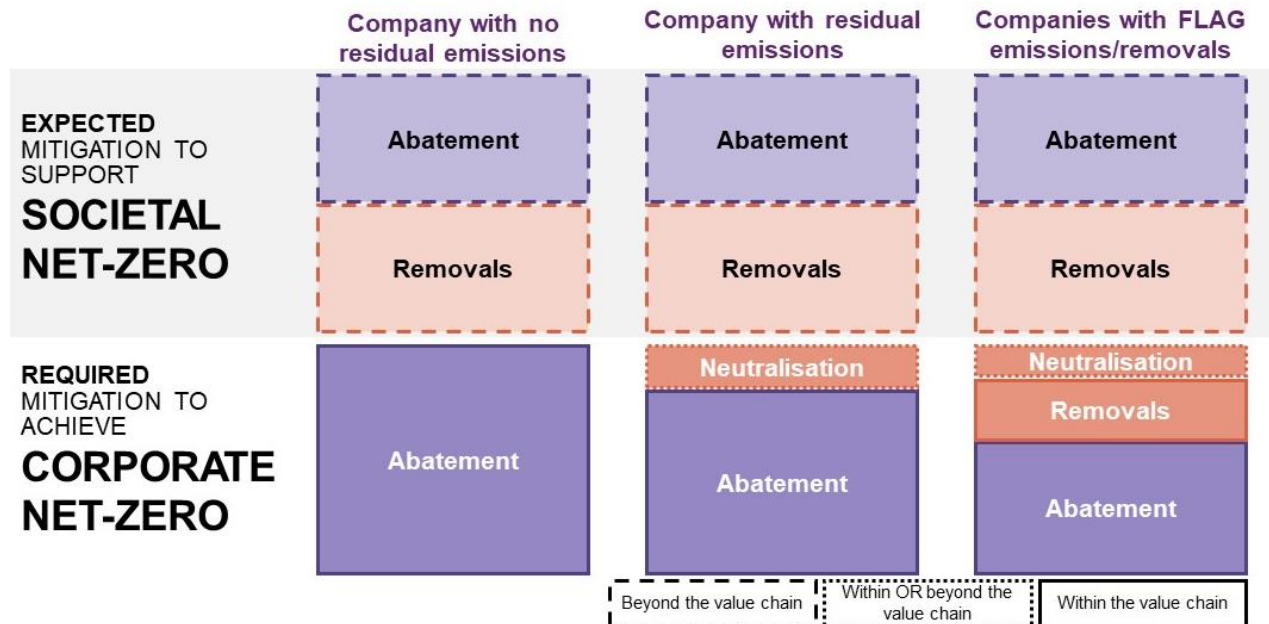 Company with no
residual emissions
Company with residual
emissions
Companies with FLAG
emissions/removals
EXPECTED
MITIGATION TO
SUPPORT
SOCIETAL
NET-ZERO
Abatement
Abatement
Abatement
Removals
Removals
Removals
REQUIRED
MITIGATION TO
ACHIEVE
CORPORATE
NET-ZERO
Abatement
Neutralisation
Abatement
Neutralisation
Removals
Abatement
Beyond the value chain
Within OR beyond the
value chain
Within the value chain